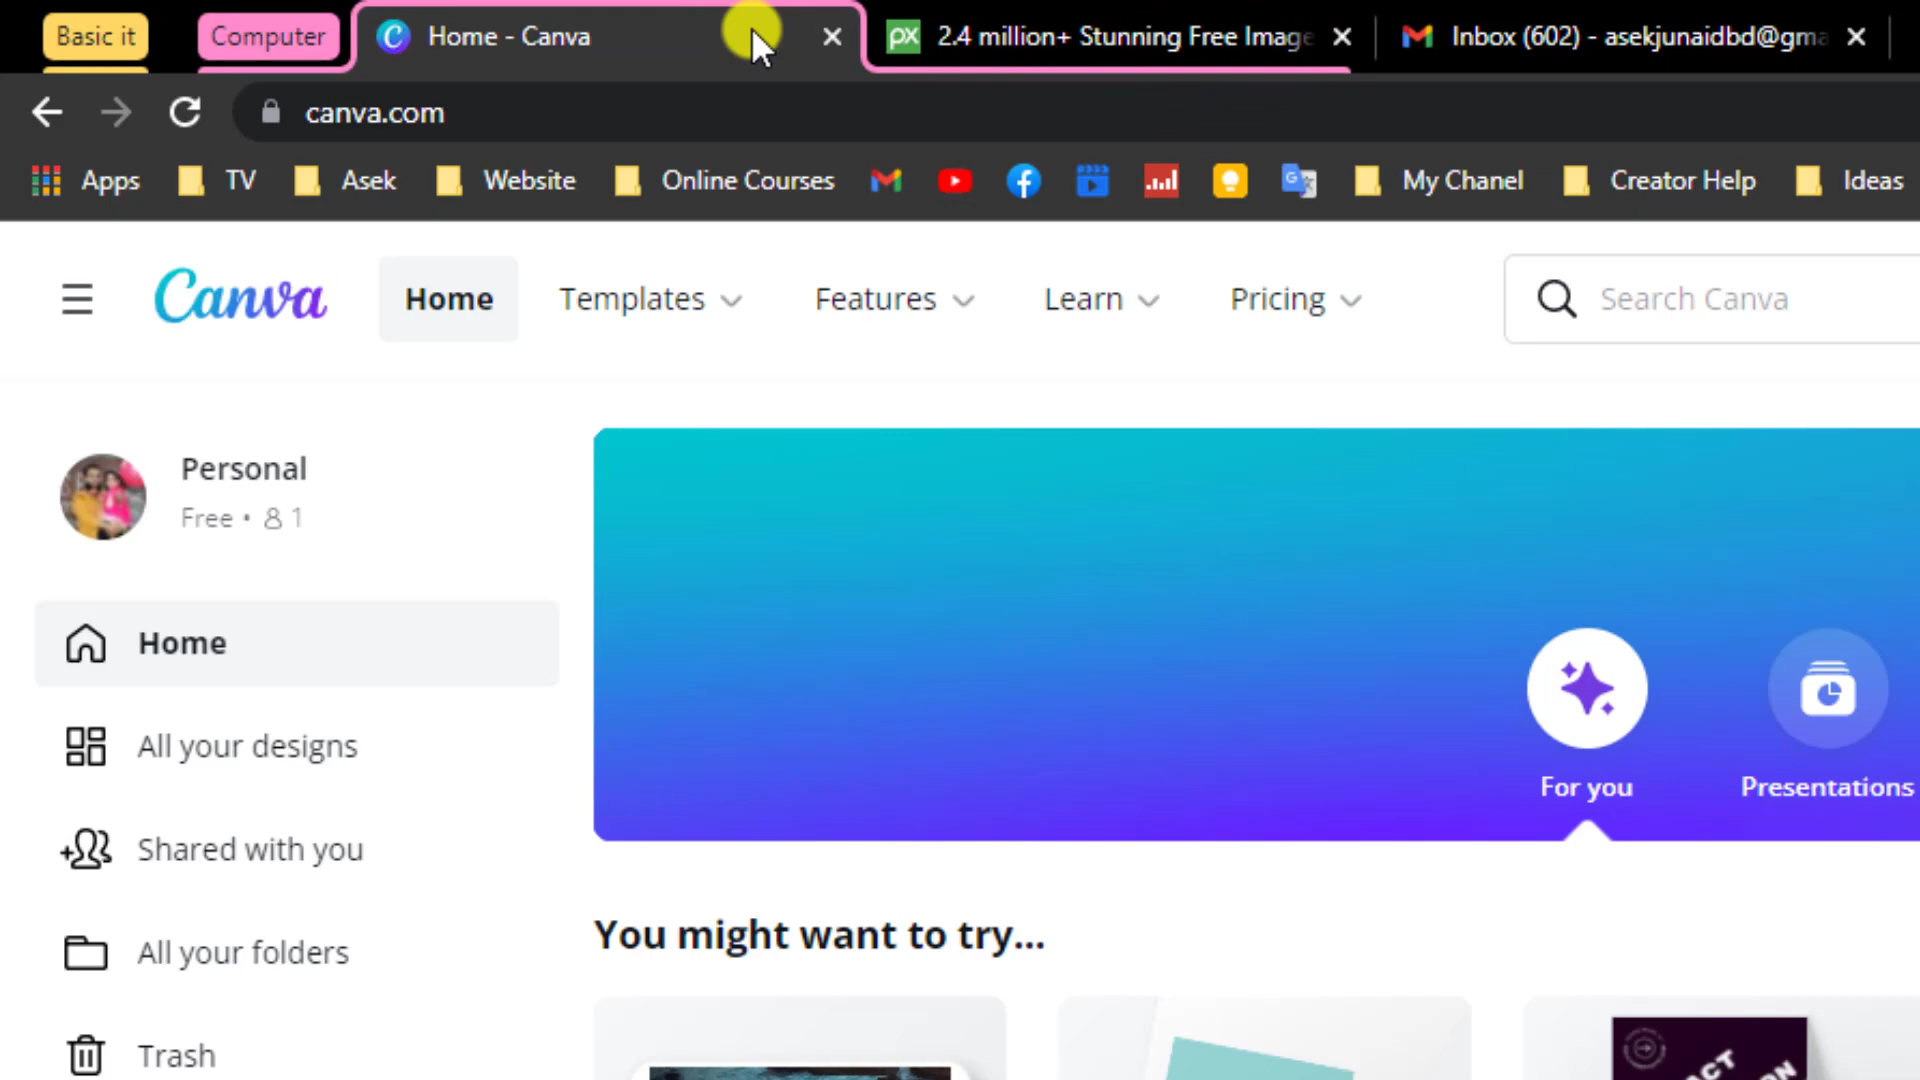 Basic it
Computer
Home - Canva
px 2.4 million+ Stunning Free Image
Inbox (602) - asekjunaidbd@gma
canva.com
Apps TV Asek Website Online Courses My Chanel Creator Help Ideas
Canva Home Templates Features Learn Pricing Search Canva
Personal
Free • 1
Home
All your designs
Shared with you
All your folders
Trash
For you
Presentations
You might want to try...